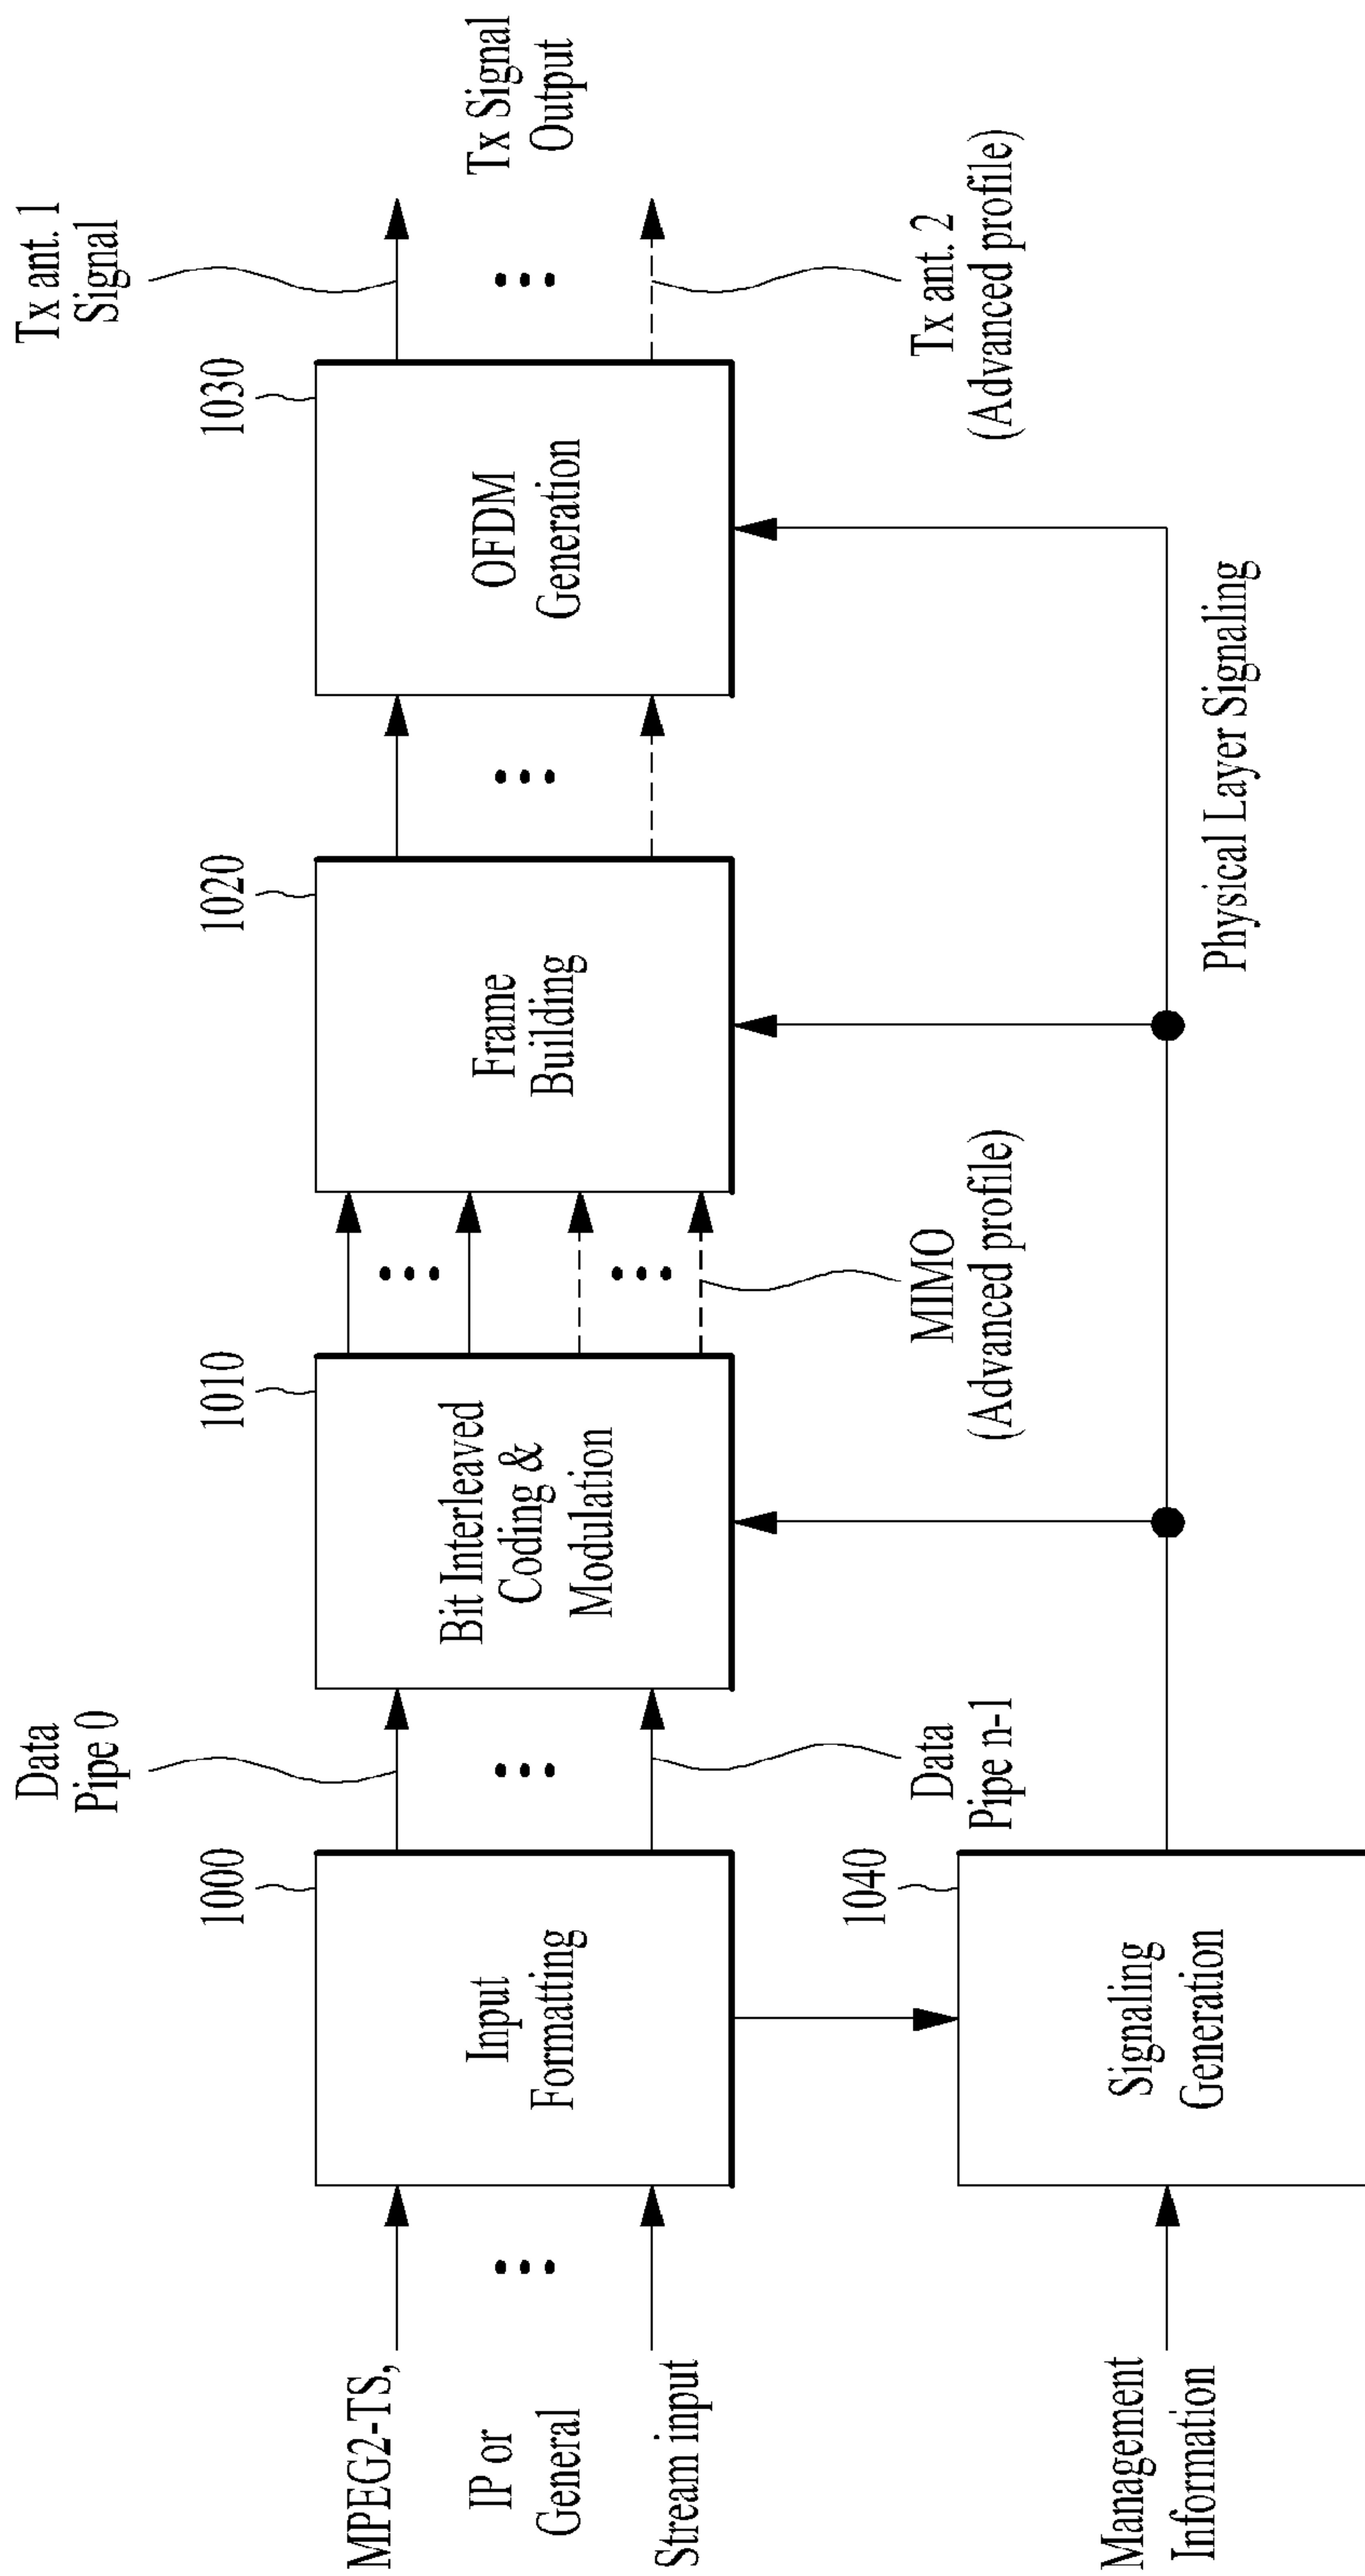 MPEG2-TS,
IP or
General
Stream input
1000
Input
Formatting
Data
Pipe 0
Data
Pipe n-1
1010
Bit Interleaved
Coding &
Modulation
MIMO
(Advanced profile)
1020
Frame
Building
1030
OFDM
Generation
Tx ant. 1
Signal
Tx Signal
Output
Tx ant. 2
(Advanced profile)
Management
Information
1040
Signaling
Generation
Physical Layer Signaling